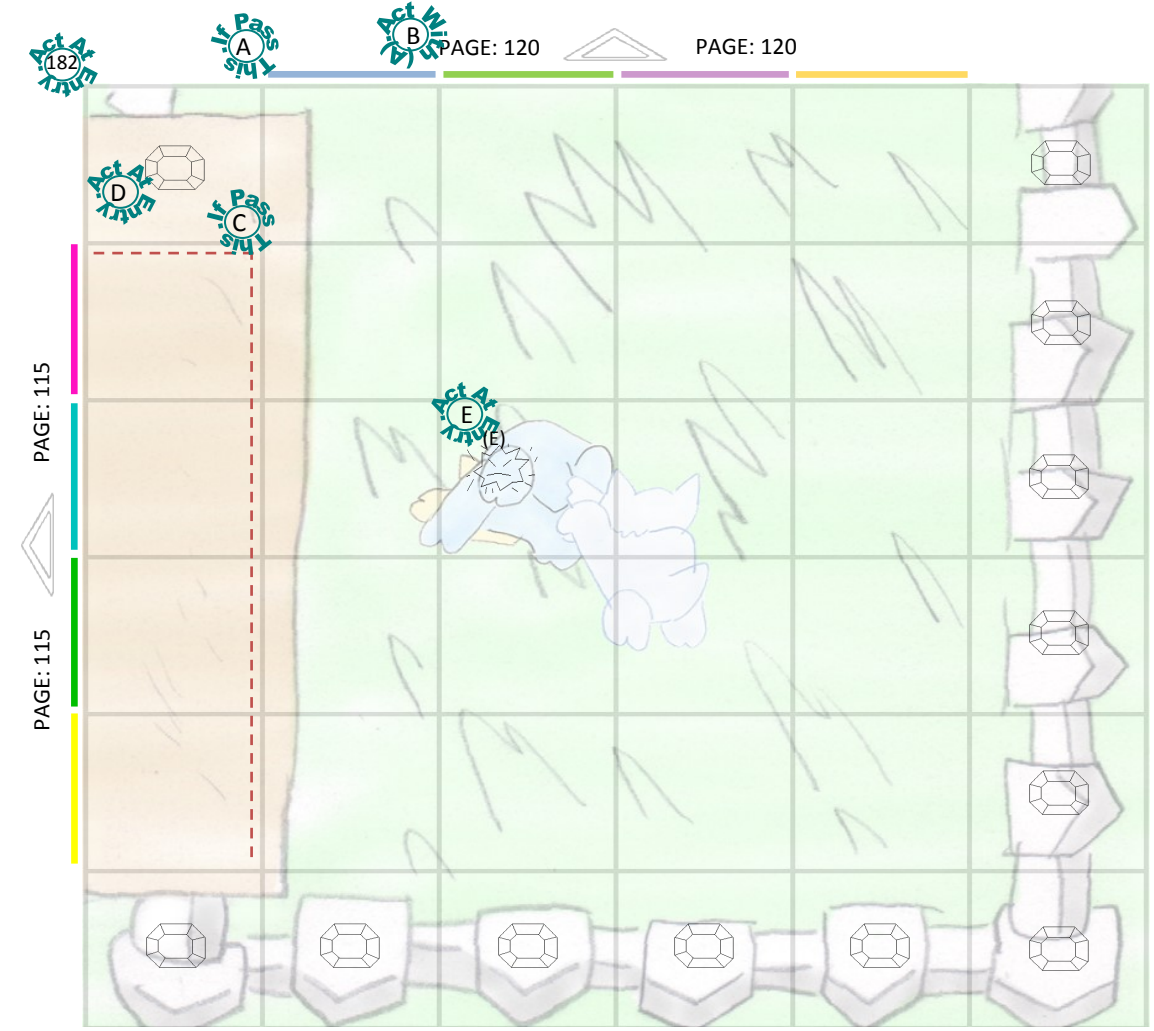 Act At Entry.
182
If Pass This.
A
Act With (A)
B
PAGE: 120
PAGE: 120
Act At Entry.
D
If Pass This.
C
PAGE: 115
PAGE: 115
Act At Entry.
E
(E)